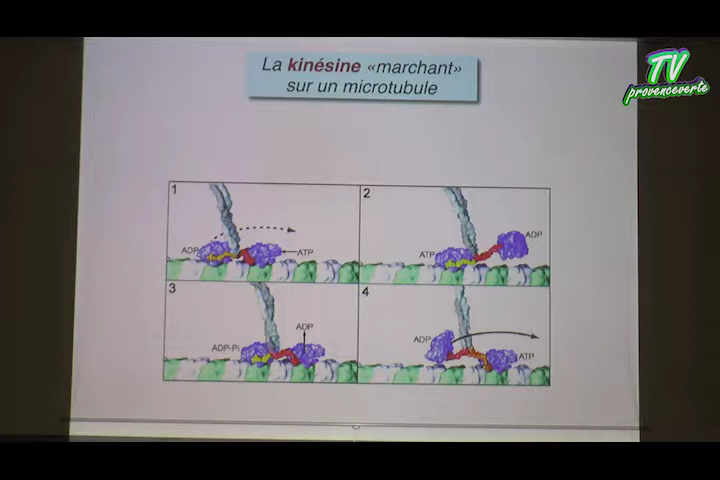 La kinésine «marchant»
sur un microtubule
TV
provenceverte
1
ADP
ATP
2
ATP
ADP
3
ADP-Pi
ADP
4
ADP
ATP